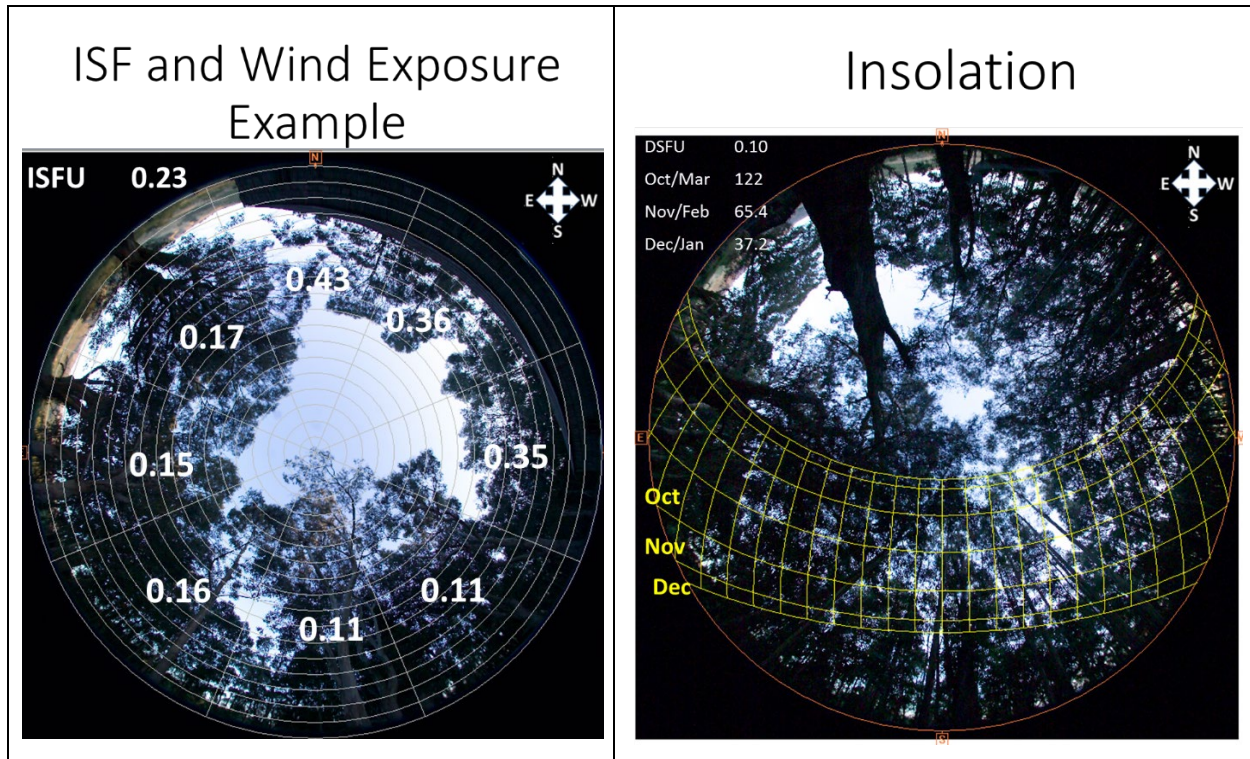 ISF and Wind Exposure
Example
N
ISFU 0.23
N
E W
S
0.43
0.36
0.17
0.35
0.15
0.16
0.11
0.11
E
Insolation
N
DSFU 0.10
Oct/Mar 122
Nov/Feb 65.4
Dec/Jan 37.2
N
E W
S
E
W
Oct
Nov
Dec
S